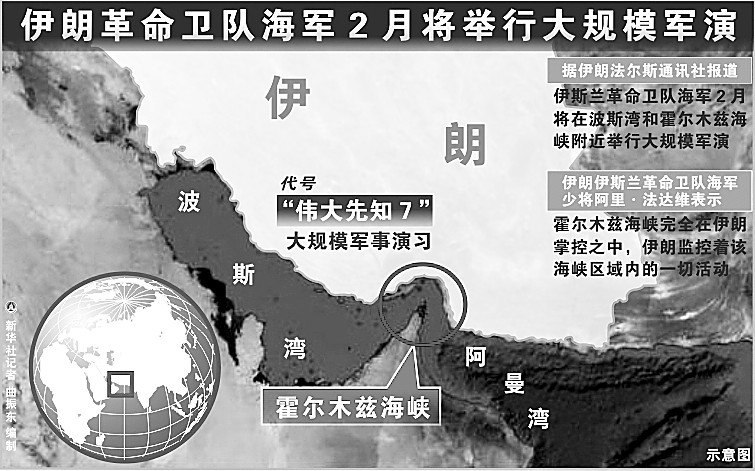 伊朗革命卫队海军2月将举行大规模军演
据伊朗法尔斯通讯社报道
伊斯兰革命卫队海军2月
将在波斯湾和霍尔木兹海
峡附近举行大规模军演
伊朗伊斯兰革命卫队海军
少将阿里·法达维表示
霍尔木兹海峡完全在伊朗
掌控之中，伊朗监控着该
海峡区域内的一切活动
伊朗
代号
“伟大先知7”
大规模军事演习
波斯湾
霍尔木兹海峡
阿曼湾
新华社记者 曲振东 编制
示意图